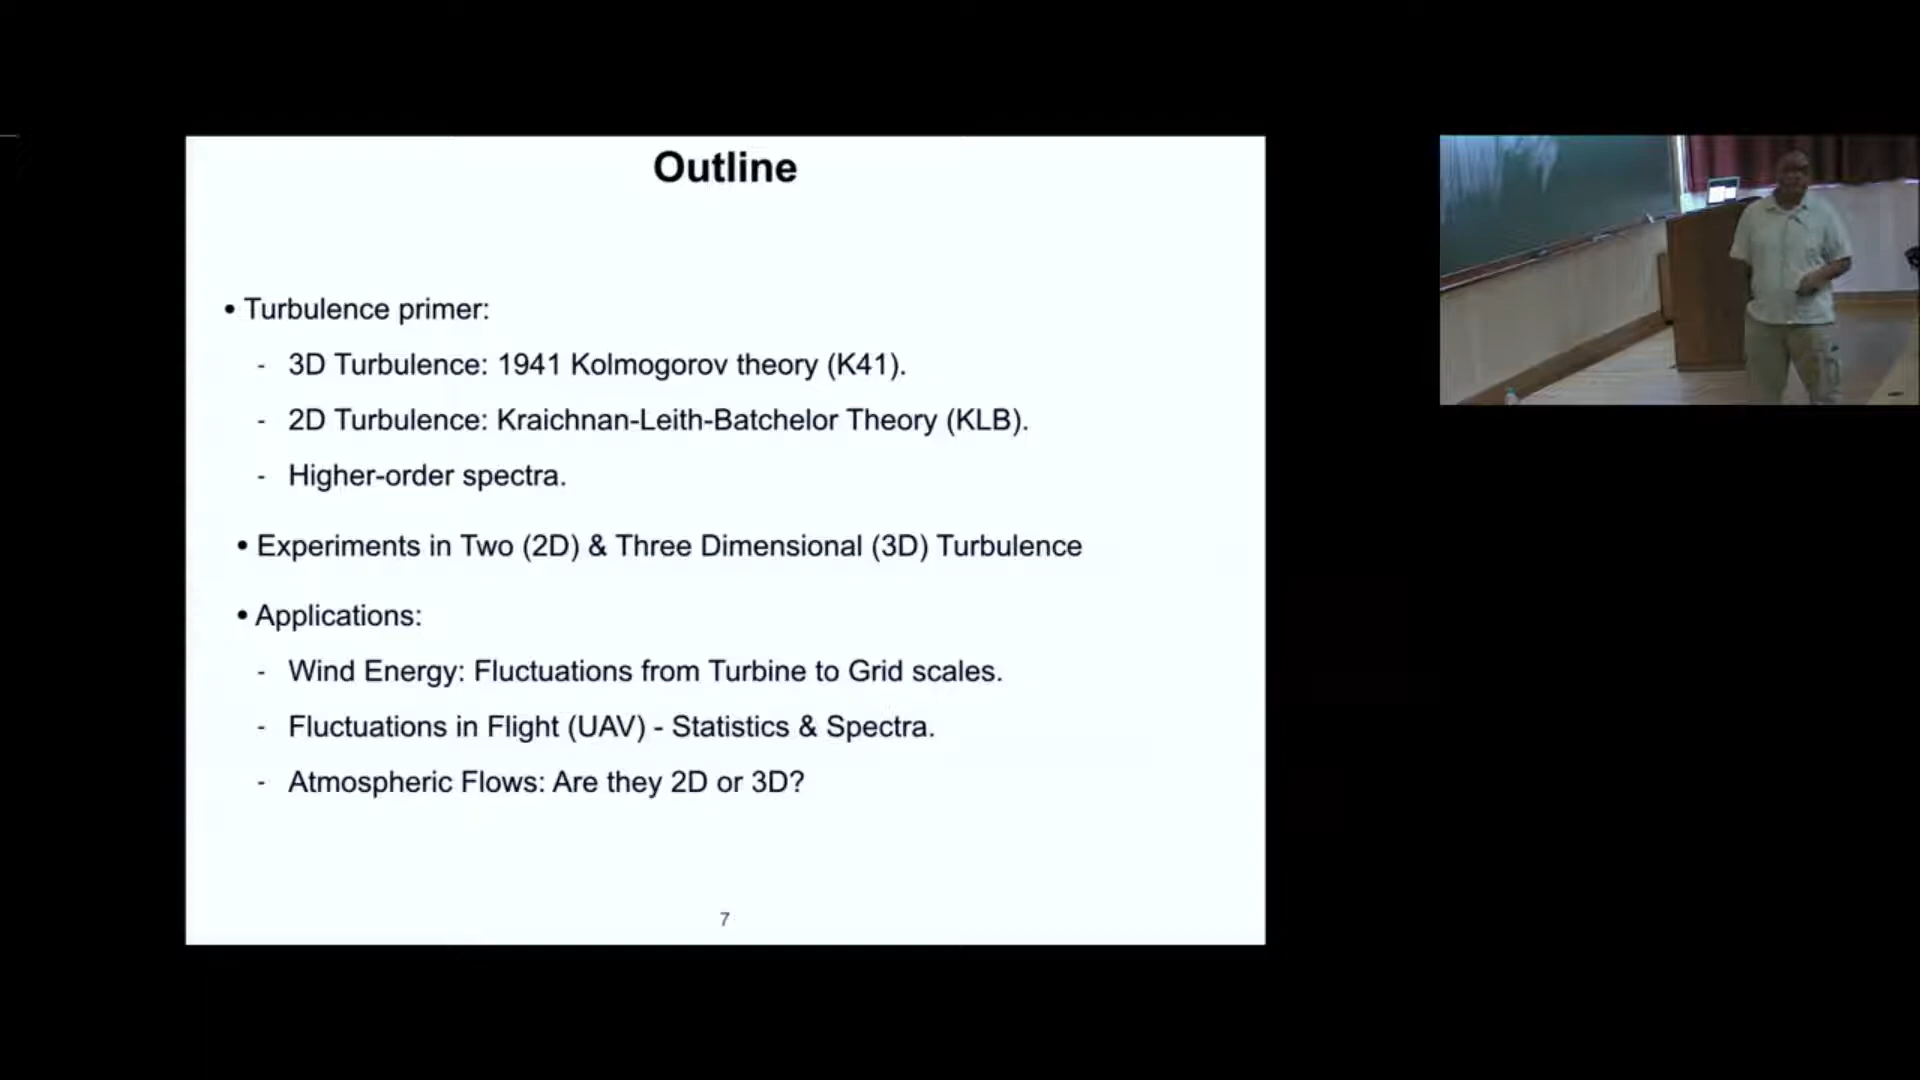 Outline
• Turbulence primer:
- 3D Turbulence: 1941 Kolmogorov theory (K41).
- 2D Turbulence: Kraichnan-Leith-Batchelor Theory (KLB).
- Higher-order spectra.
• Experiments in Two (2D) & Three Dimensional (3D) Turbulence
• Applications:
- Wind Energy: Fluctuations from Turbine to Grid scales.
- Fluctuations in Flight (UAV) - Statistics & Spectra.
- Atmospheric Flows: Are they 2D or 3D?
7